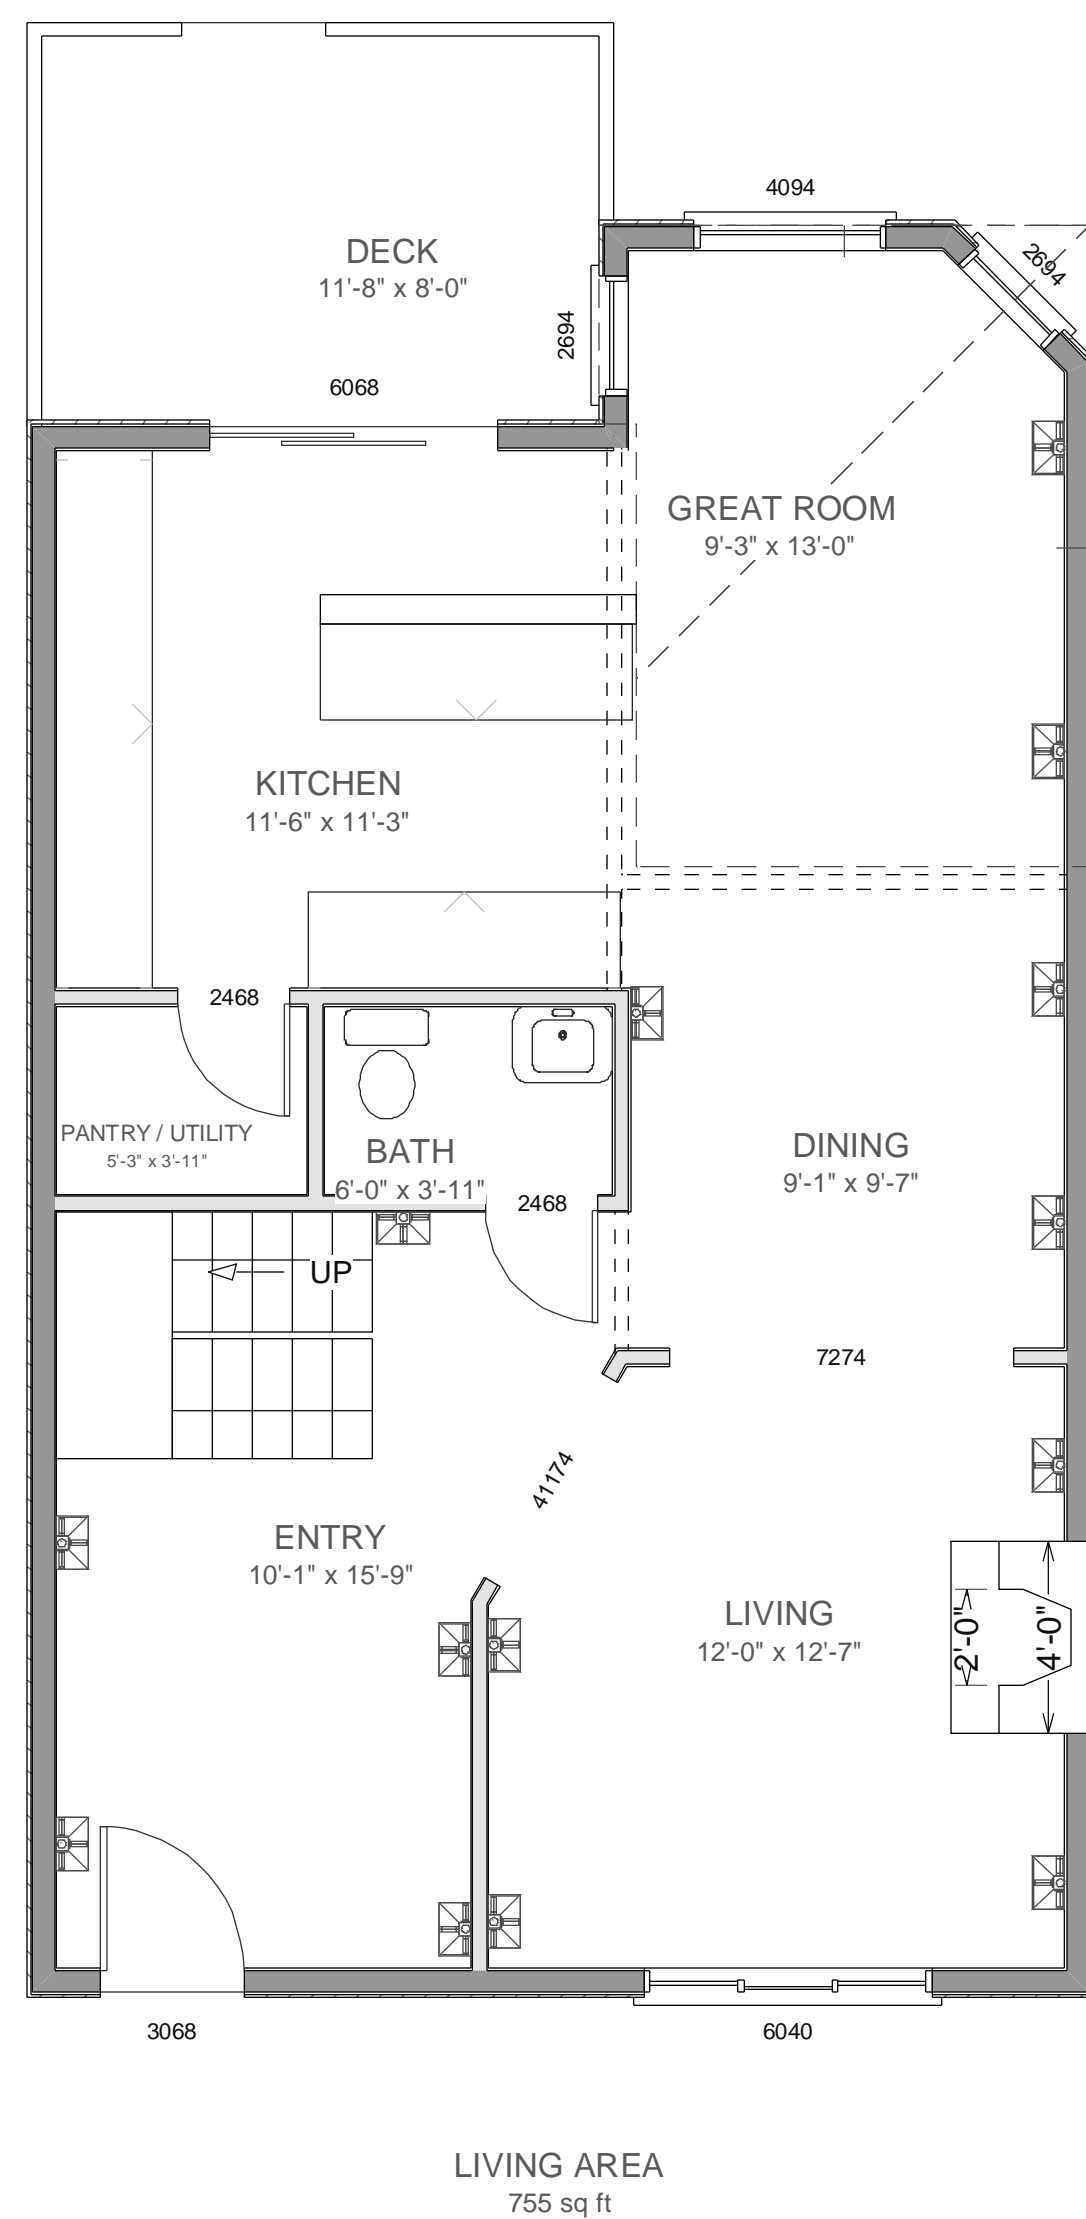 4094
2694
DECK
11'-8" x 8'-0"
2694
6068
GREAT ROOM
9'-3" x 13'-0"
KITCHEN
11'-6" x 11'-3"
2468
PANTRY / UTILITY
5'-3" x 3'-11"
BATH
6'-0" x 3'-11"
2468
DINING
9'-1" x 9'-7"
UP
7274
41174
ENTRY
10'-1" x 15'-9"
LIVING
12'-0" x 12'-7"
2'-0"
4'-0"
3068
6040
LIVING AREA
755 sq ft